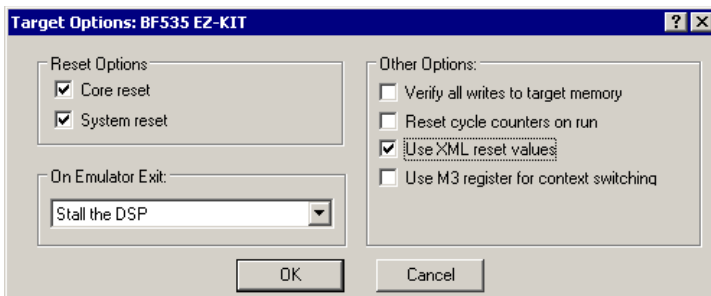 Target Options: BF535 EZ-KIT
Reset Options
Core reset
System reset
On Emulator Exit:
Stall the DSP
Other Options:
Verify all writes to target memory
Reset cycle counters on run
Use XML reset values
Use M3 register for context switching
OK
Cancel